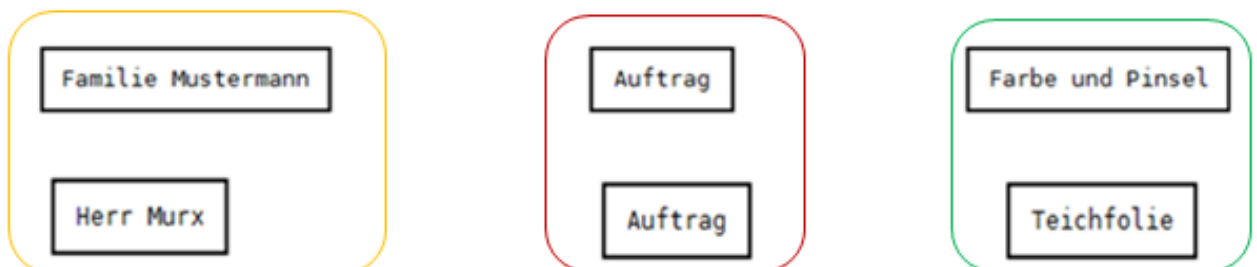 Familie Mustermann
Auftrag
Farbe und Pinsel
Herr Murx
Auftrag
Teichfolie